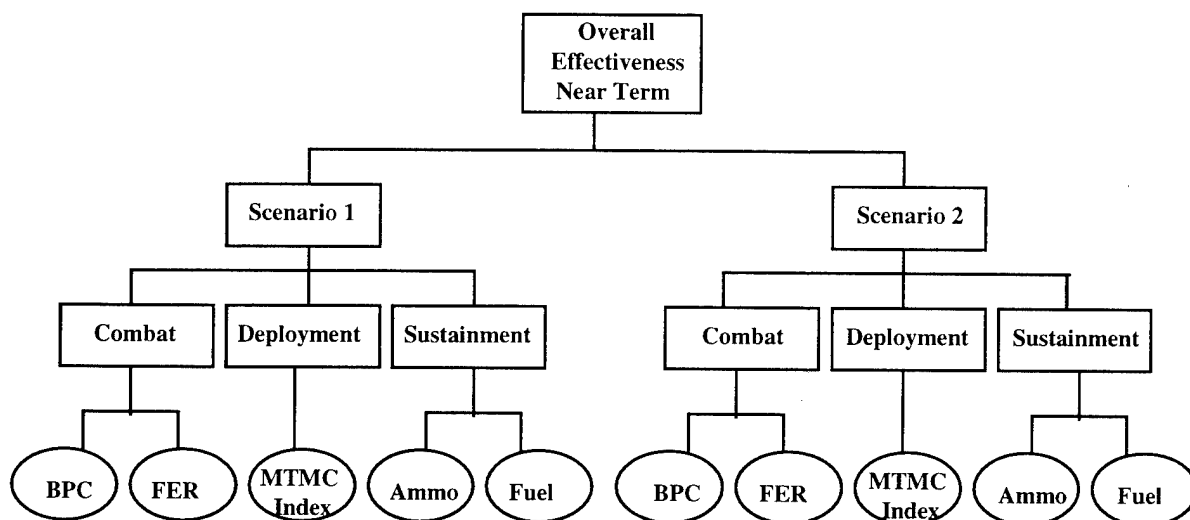 Overall
Effectiveness
Near Term
Scenario 1
Scenario 2
Combat
Deployment
Sustainment
Combat
Deployment
Sustainment
BPC
FER
MTMC
Index
Ammo
Fuel
BPC
FER
MTMC
Index
Ammo
Fuel